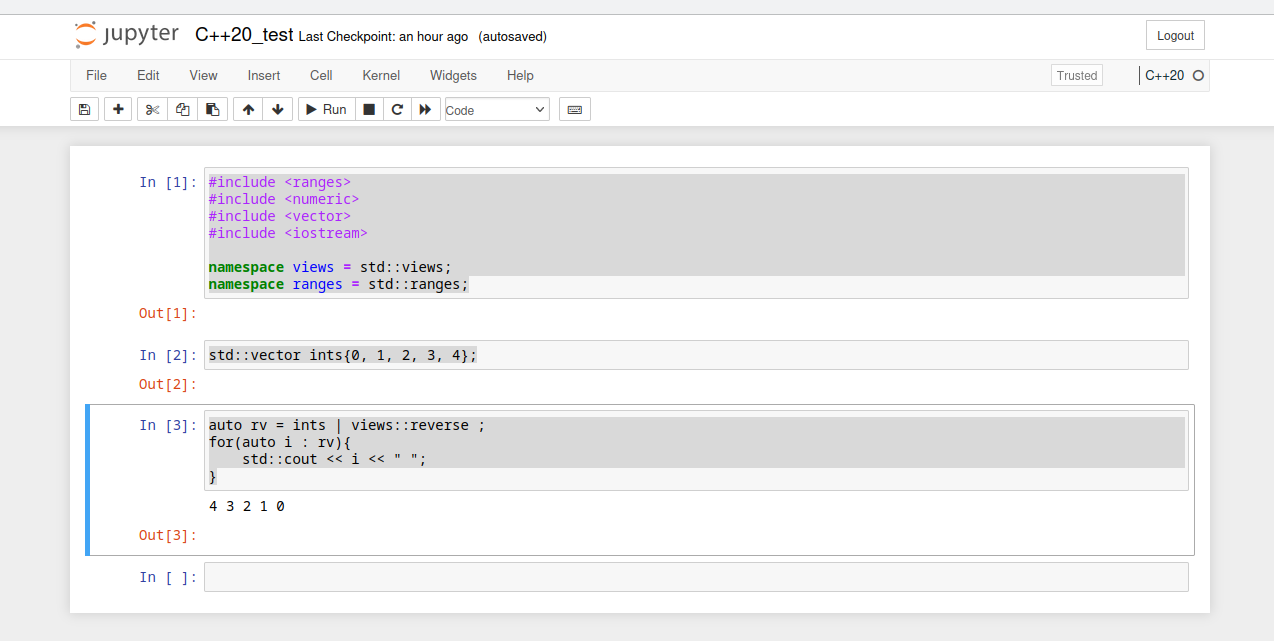 jupyter C++20_test Last Checkpoint: an hour ago (autosaved) Logout
File Edit View Insert Cell Kernel Widgets Help Trusted C++20
Run Code
In [1]: #include <ranges>
#include <numeric>
#include <vector>
#include <iostream>
namespace views = std::views;
namespace ranges = std::ranges;
Out[1]:
In [2]: std::vector ints{0, 1, 2, 3, 4};
Out[2]:
In [3]: auto rv = ints | views::reverse ;
for(auto i : rv){
    std::cout << i << " ";
}
4 3 2 1 0
Out[3]:
In [ ]: